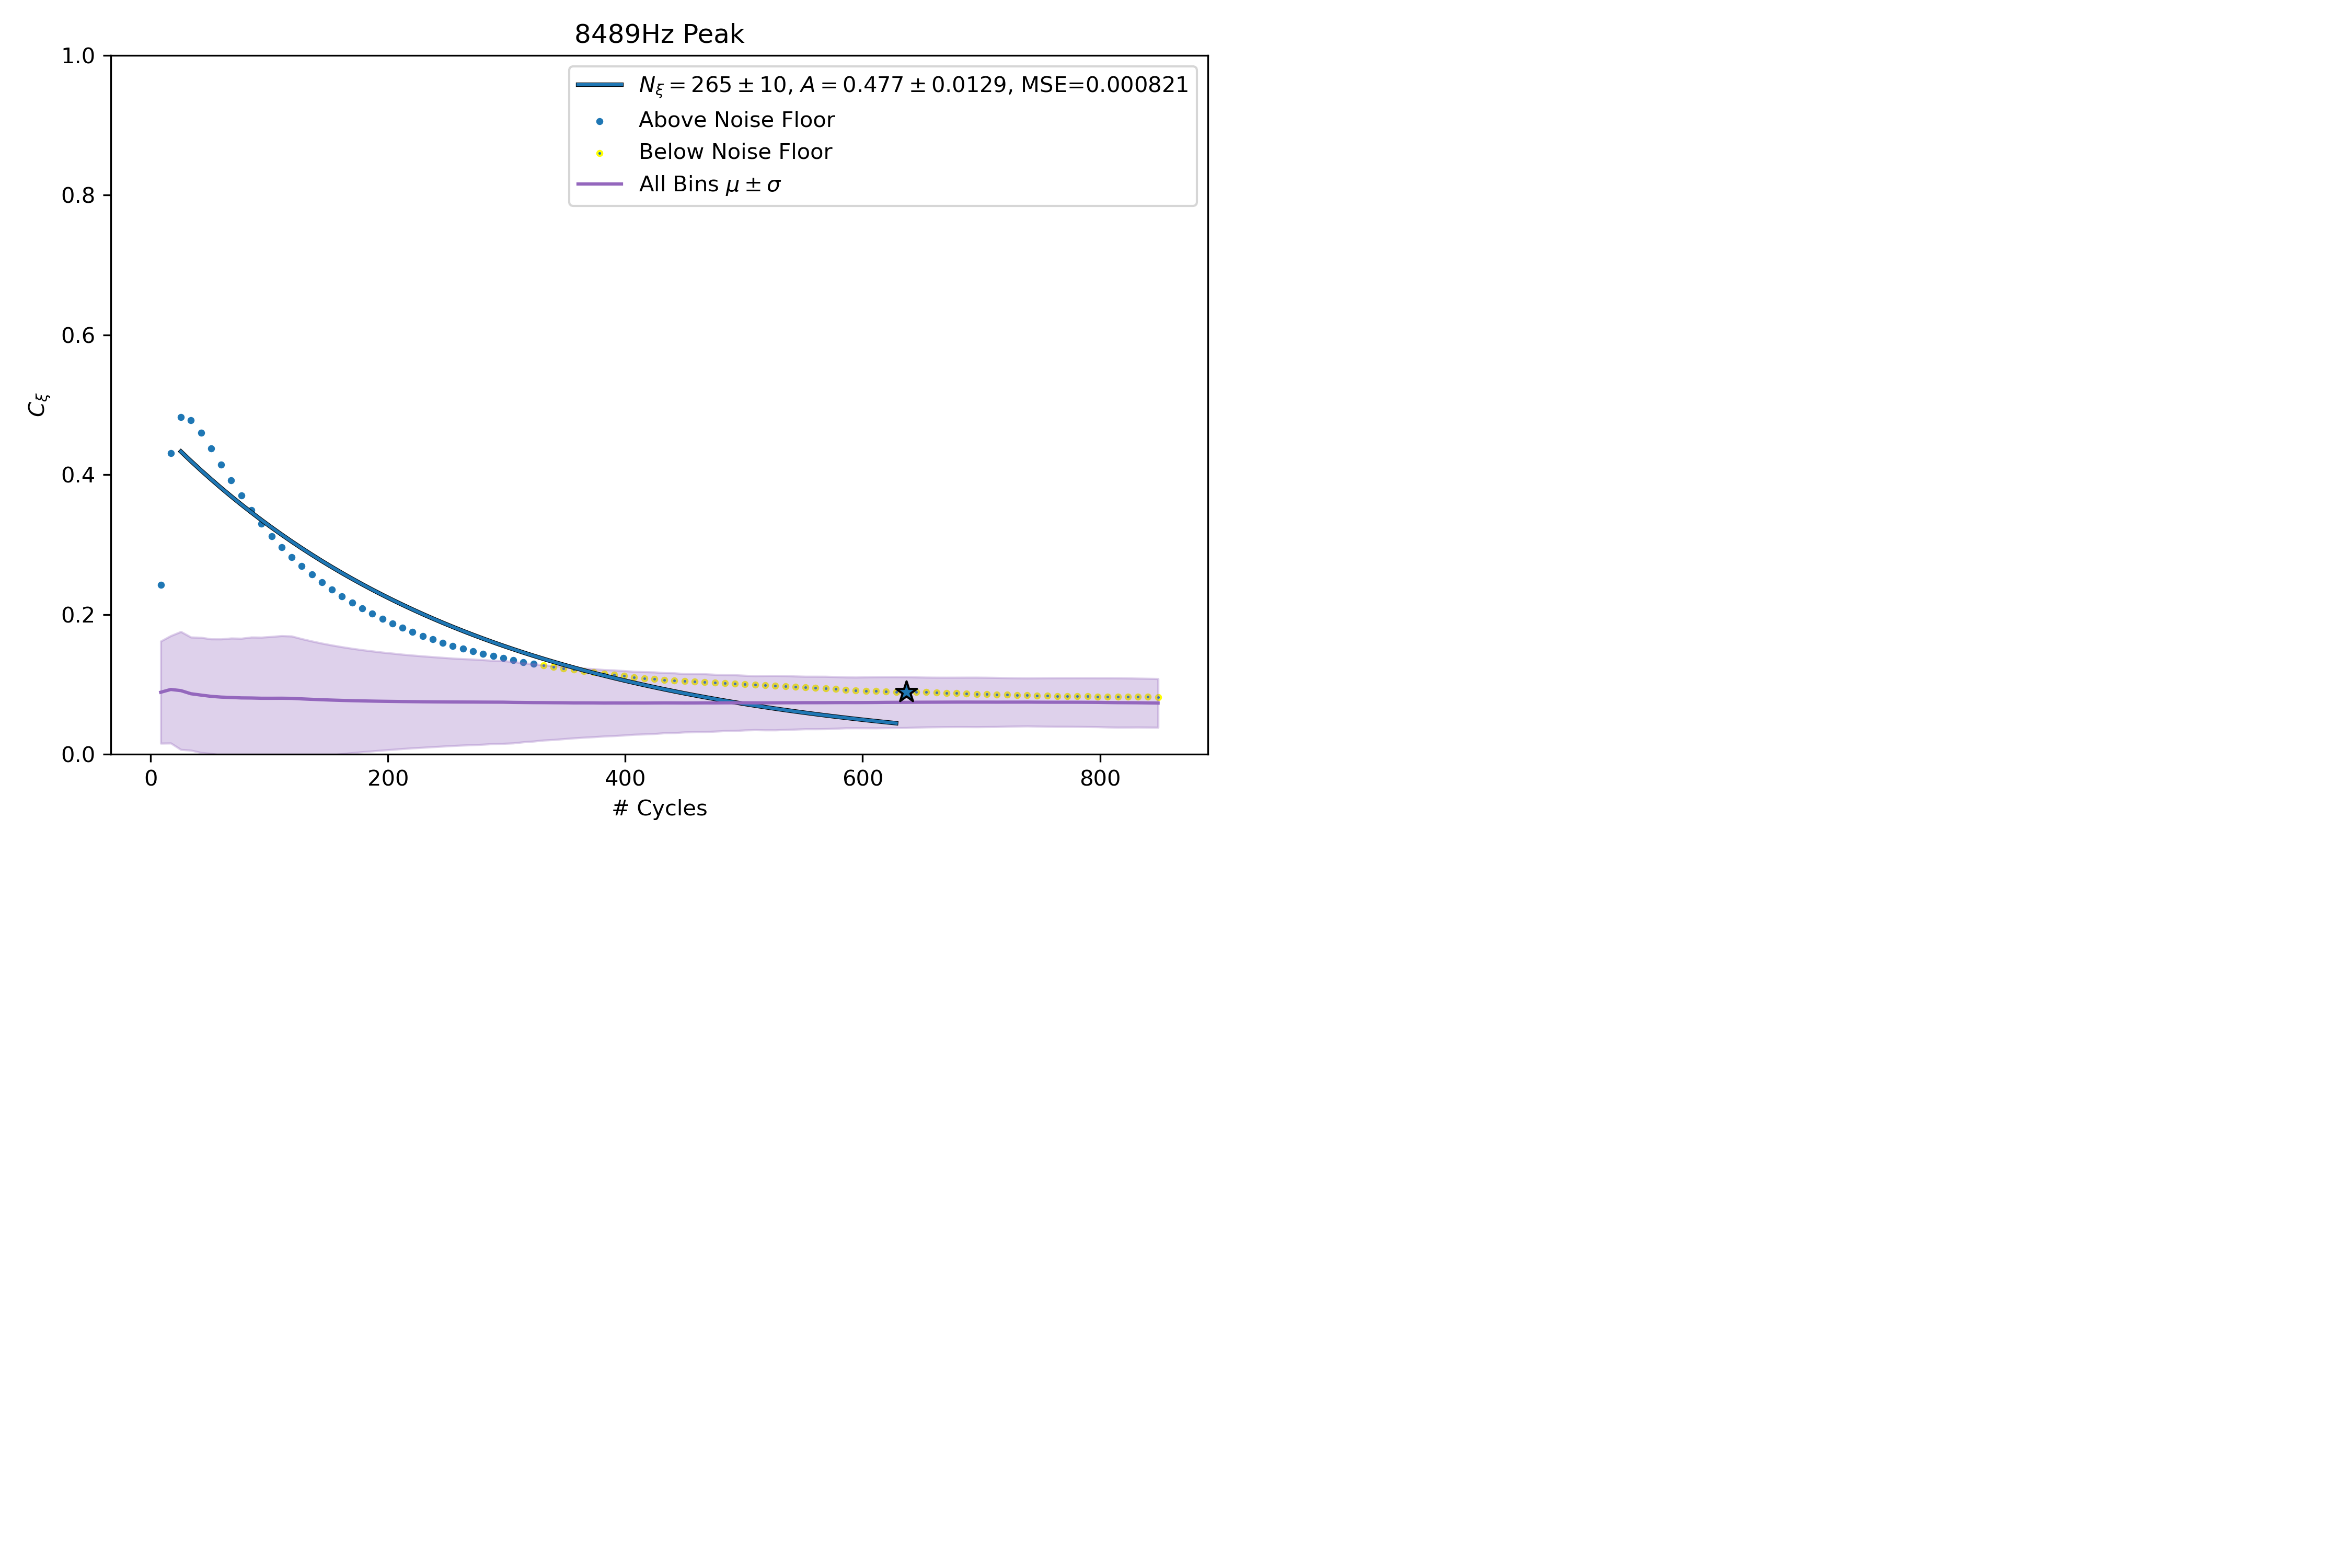 8489Hz Peak
1.0
0.8
0.6
0.4
0.2
0.0
C_ξ
N_ξ = 265 ± 10, A = 0.477 ± 0.0129, MSE=0.000821
Above Noise Floor
Below Noise Floor
All Bins μ ± σ
0 200 400 600 800
# Cycles